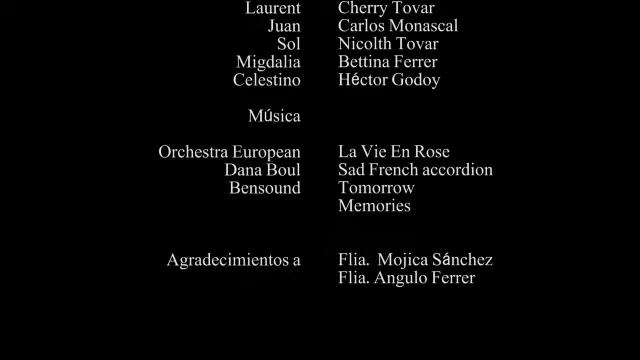 Laurent Cherry Tovar
Juan Carlos Monascal
Sol Nicolth Tovar
Migdalia Bettina Ferrer
Celestino Héctor Godoy
Música
Orchestra European La Vie En Rose
Dana Boul Sad French accordion
Bensound Tomorrow
Memories
Agradecimientos a Flia. Mojica Sánchez
Flia. Angulo Ferrer